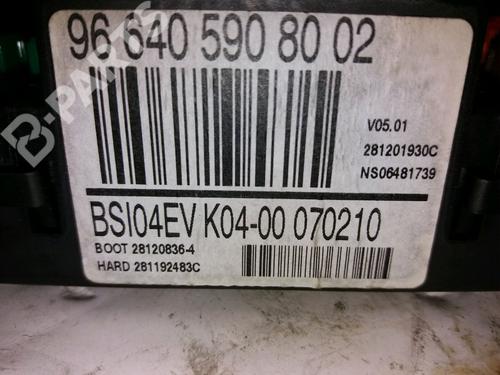 96 640 590 80 02
V05.01
281201930C
NS06481739
BSI04EV K04-00 070210
BOOT 28120836-4
HARD 281192483C
B-PARTS